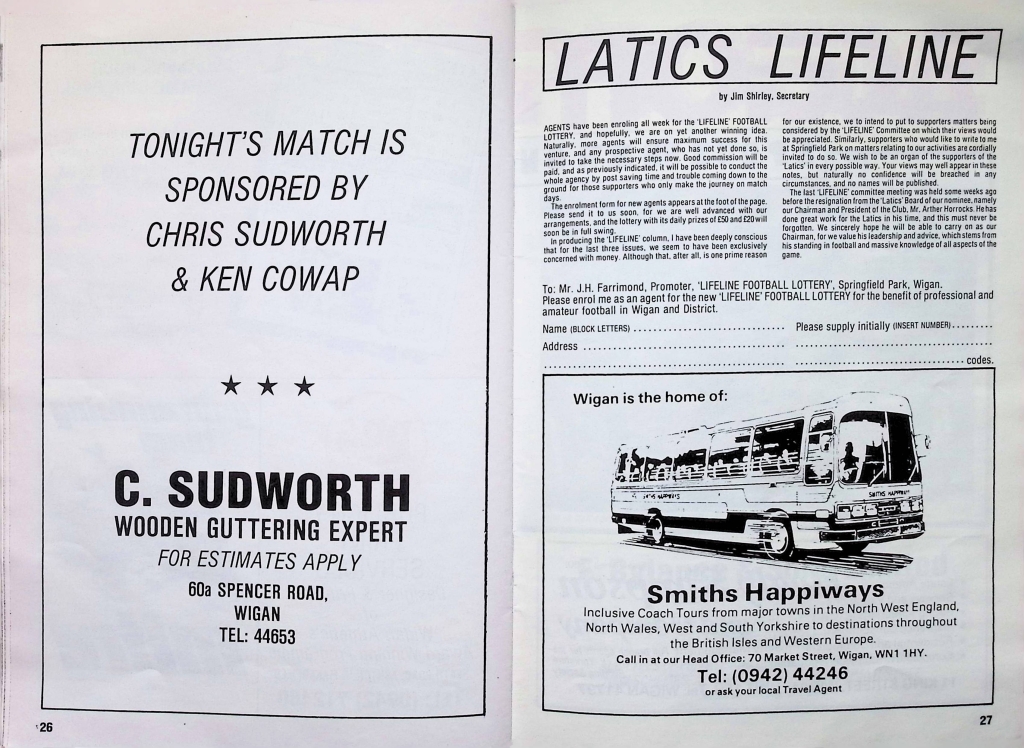 TONIGHT'S MATCH IS
SPONSORED BY
CHRIS SUDWORTH
& KEN COWAP
★ ★ ★
C. SUDWORTH
WOODEN GUTTERING EXPERT
FOR ESTIMATES APPLY
60a SPENCER ROAD,
WIGAN
TEL: 44653
26
LATICS LIFELINE
by Jim Shirley, Secretary
AGENTS have been enroling all week for the 'LIFELINE' FOOTBALL
LOTTERY, and hopefully, we are on yet another winning idea.
Naturally, more agents will ensure maximum success for this
venture, and any prospective agent, who has not yet done so, is
invited to take the necessary steps now. Good commission will be
paid, and as previously indicated, it will be possible to conduct the
whole agency by post saving time and trouble coming down to the
ground for those supporters who only make the journey on match
days.
The enrolment form for new agents appears at the foot of the page.
Please send it to us soon, for we are well advanced with our
arrangements, and the lottery with its daily prizes of £50 and £20 will
soon be in full swing.
In producing the 'LIFELINE' column, I have been deeply conscious
that for the last three issues, we seem to have been exclusively
concerned with money. Although that, after all, is one prime reason
for our existence, we to intend to put to supporters matters being
considered by the 'LIFELINE' Committee on which their views would
be appreciated. Similarly, supporters who would like to write to me
at Springfield Park on matters relating to our activities are cordially
invited to do so. We wish to be an organ of the supporters of the
'Latics' in every possible way. Your views may well appear in these
notes, but naturally no confidence will be breached in any
circumstances, and no names will be published.
The last 'LIFELINE' committee meeting was held some weeks ago
before the resignation from the 'Latics' Board of our nominee, namely
our Chairman and President of the Club, Mr. Arther Horrocks. He has
done great work for the Latics in his time, and this must never be
forgotten. We sincerely hope he will be able to carry on as our
Chairman, for we value his leadership and advice, which stems from
his standing in football and massive knowledge of all aspects of the
game.
To: Mr. J.H. Farrimond, Promoter, 'LIFELINE FOOTBALL LOTTERY', Springfield Park, Wigan.
Please enrol me as an agent for the new 'LIFELINE' FOOTBALL LOTTERY for the benefit of professional and
amateur football in Wigan and District.
Name (BLOCK LETTERS) .............................. Please supply initially (INSERT NUMBER).........
Address ........................................
........................................ codes.
Wigan is the home of:
SMITHS HAPPIWAYS
SMITHS HAPPIWAYS
Smiths Happiways
Inclusive Coach Tours from major towns in the North West England,
North Wales, West and South Yorkshire to destinations throughout
the British Isles and Western Europe.
Call in at our Head Office: 70 Market Street, Wigan, WN1 1HY.
Tel: (0942) 44246
or ask your local Travel Agent
27